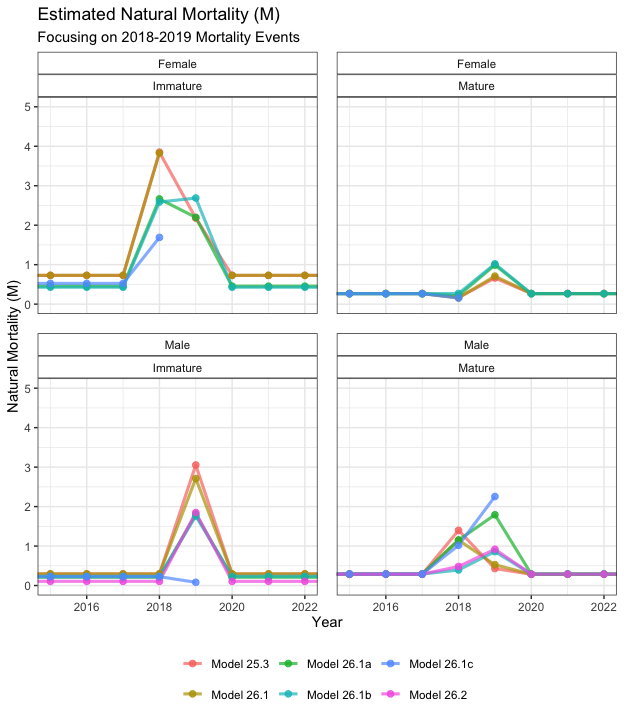 Estimated Natural Mortality (M)
Focusing on 2018-2019 Mortality Events
Female
Female
Immature
Mature
5
4
3
2
1
0
Natural Mortality (M)
Male
Male
Immature
Mature
5
4
3
2
1
0
2016
2018
2020
2022
2016
2018
2020
2022
Year
Model 25.3
Model 26.1a
Model 26.1c
Model 26.1
Model 26.1b
Model 26.2